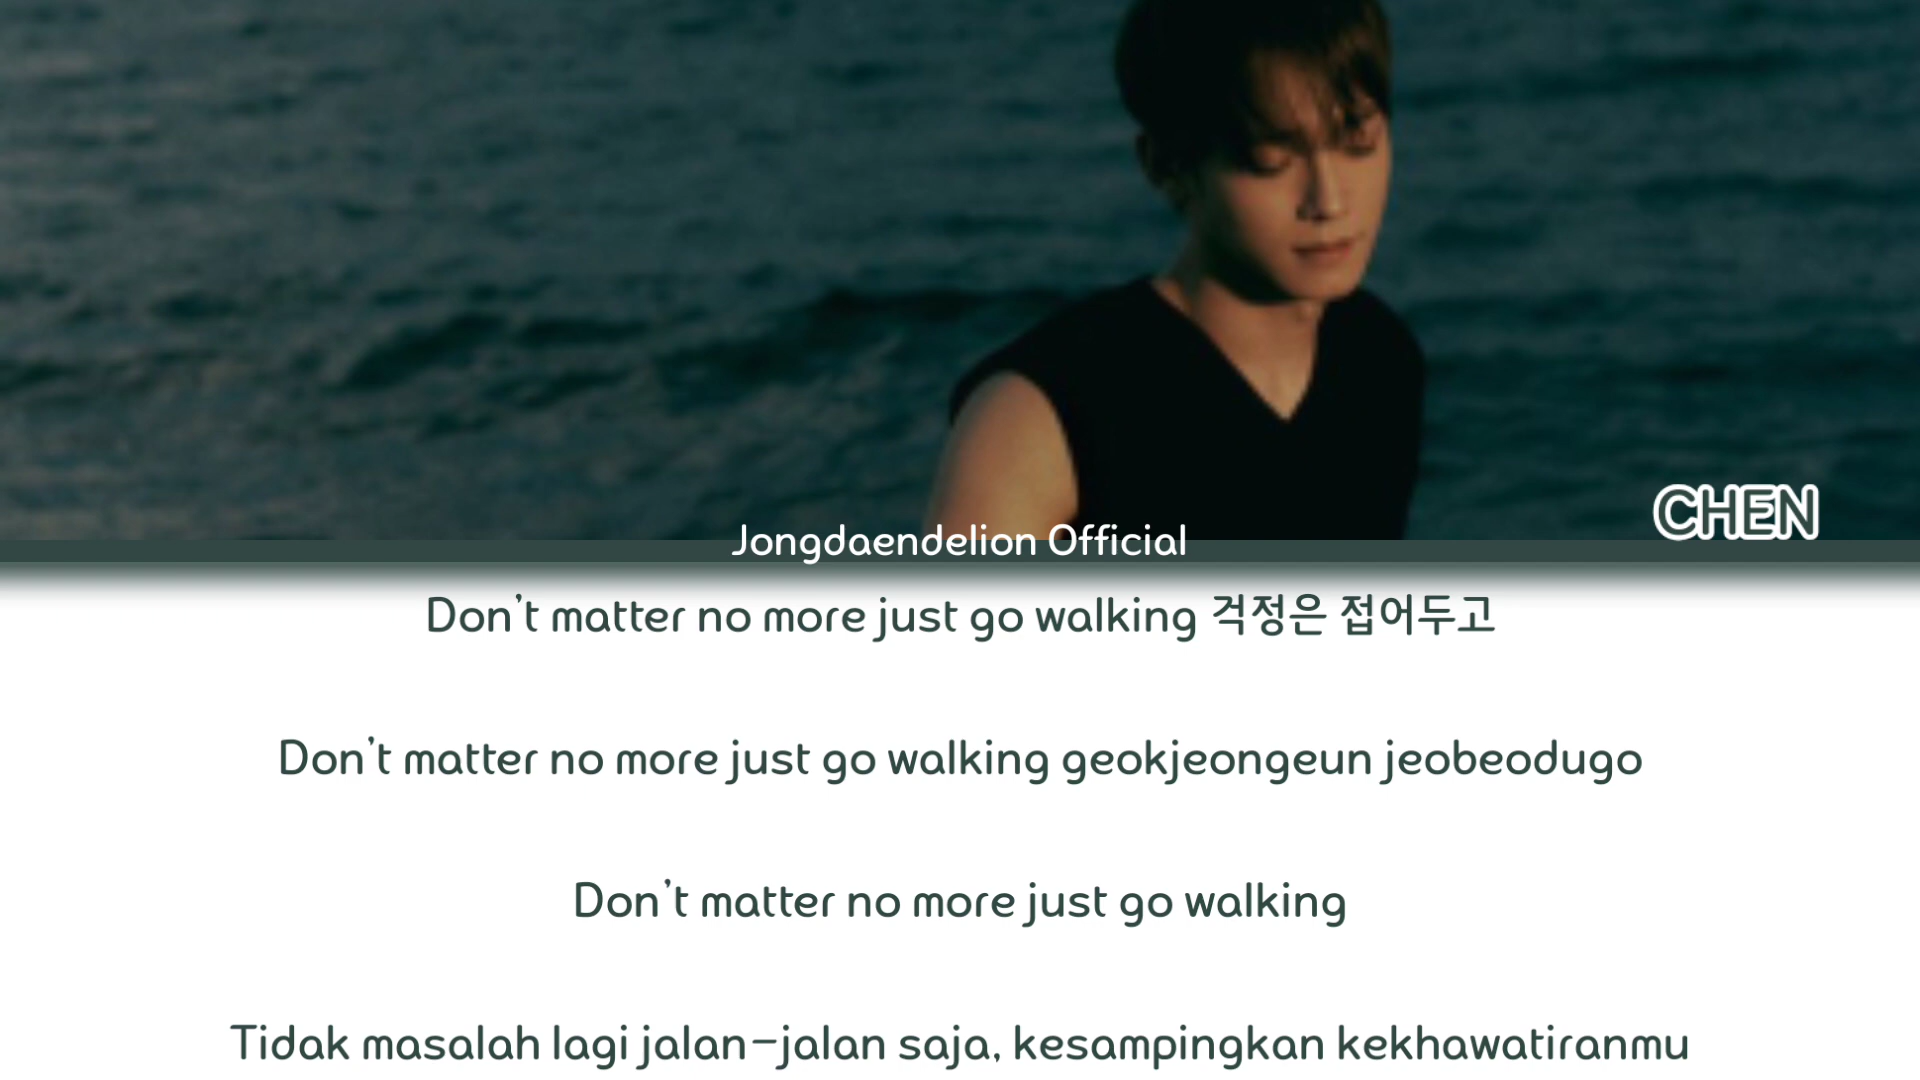 CHEN
Jongdaendelion Official
Don't matter no more just go walking 걱정은 접어두고
Don't matter no more just go walking geokjeongeun jeobeodugo
Don't matter no more just go walking
Tidak masalah lagi jalan-jalan saja, kesampingkan kekhawatiranmu